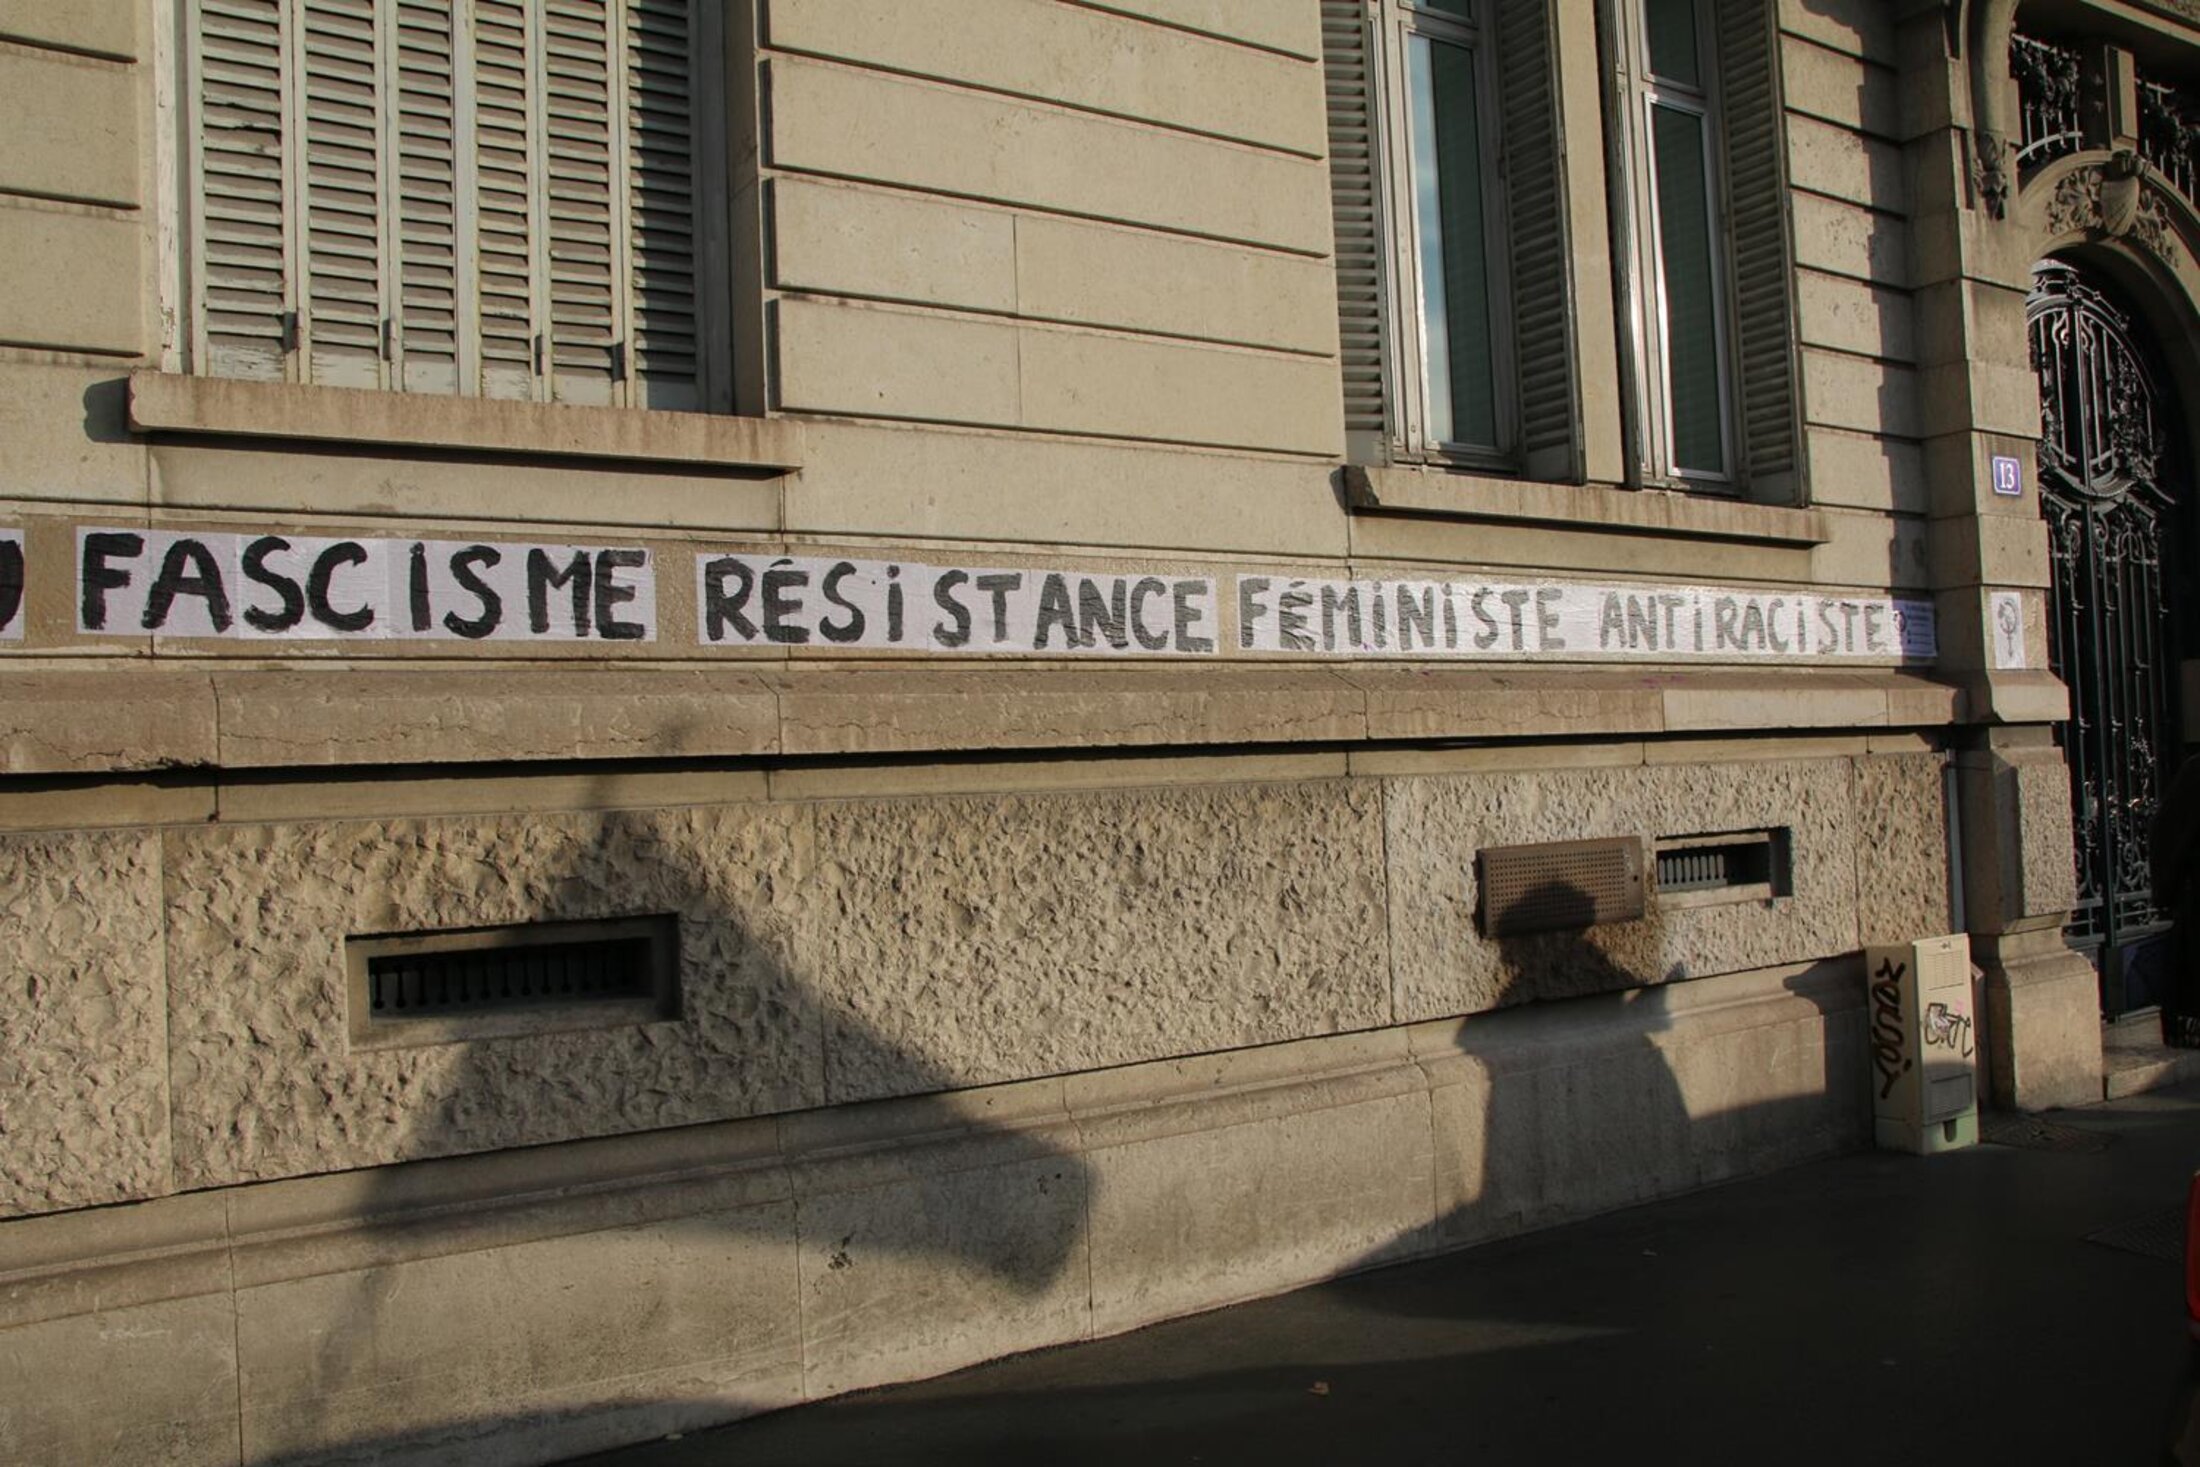 FASCISME RÉSISTANCE FÉMINISTE ANTIRACISTE
13